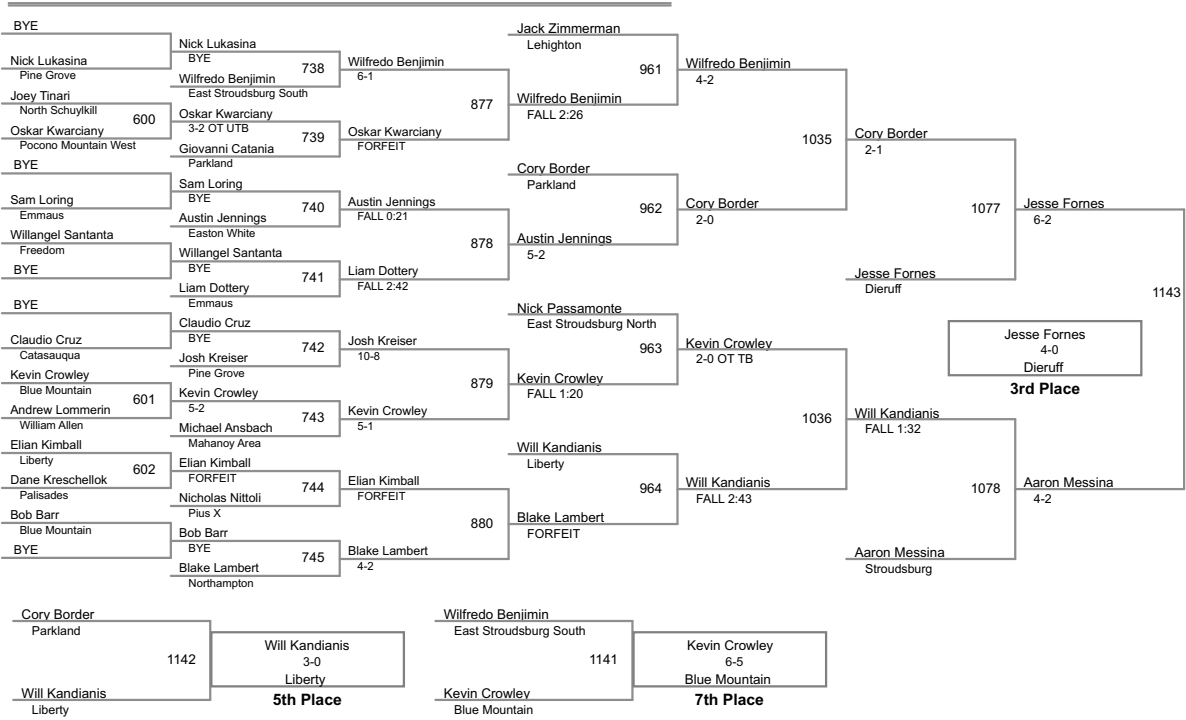 BYE
Nick Lukasina
Pine Grove
Joey Tinari
North Schuylkill
600
Oskar Kwarciany
Pocono Mountain West
BYE
Sam Loring
Emmaus
Willangel Santanta
Freedom
BYE
BYE
Claudio Cruz
Catasauqua
Kevin Crowley
Blue Mountain
601
Andrew Lommerin
William Allen
Elian Kimball
Liberty
602
Dane Kreschellok
Palisades
Bob Barr
Blue Mountain
BYE
Nick Lukasina
BYE
738
Wilfredo Benjimin
East Stroudsburg South
Oskar Kwarciany
3-2 OT UTB
739
Giovanni Catania
Parkland
Sam Loring
BYE
740
Austin Jennings
Easton White
Willangel Santanta
BYE
741
Liam Dottery
Emmaus
Claudio Cruz
BYE
742
Josh Kreiser
Pine Grove
Kevin Crowley
5-2
743
Michael Ansbach
Mahanoy Area
Elian Kimball
FORFEIT
744
Nicholas Nittoli
Pius X
Bob Barr
BYE
745
Blake Lambert
Northampton
Wilfredo Benjimin
6-1
877
Oskar Kwarciany
FORFEIT
Austin Jennings
FALL 0:21
878
Liam Dottery
FALL 2:42
Josh Kreiser
10-8
879
Kevin Crowley
5-1
Elian Kimball
FORFEIT
880
Blake Lambert
4-2
Jack Zimmerman
Lehighton
961
Wilfredo Benjimin
FALL 2:26
Cory Border
Parkland
962
Austin Jennings
5-2
Nick Passamonte
East Stroudsburg North
963
Kevin Crowley
FALL 1:20
Will Kandianis
Liberty
964
Blake Lambert
FORFEIT
Wilfredo Benjimin
4-2
1035
Cory Border
2-0
Kevin Crowley
2-0 OT TB
1036
Will Kandianis
FALL 2:43
Cory Border
2-1
1077
Jesse Fornes
Dieruff
Will Kandianis
FALL 1:32
1078
Aaron Messina
Stroudsburg
Jesse Fornes
6-2
1143
Aaron Messina
4-2
Jesse Fornes
4-0
Dieruff
3rd Place
Cory Border
Parkland
1142
Will Kandianis
Liberty
Will Kandianis
3-0
Liberty
5th Place
Wilfredo Benjimin
East Stroudsburg South
1141
Kevin Crowley
Blue Mountain
Kevin Crowley
6-5
Blue Mountain
7th Place